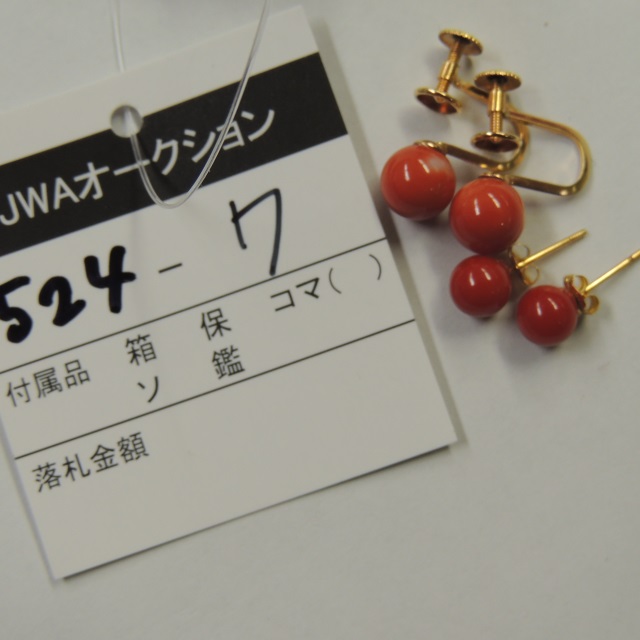 JWAオークション
524-7
付属品 箱 保 コマ( )
ソ 鑑
落札金額